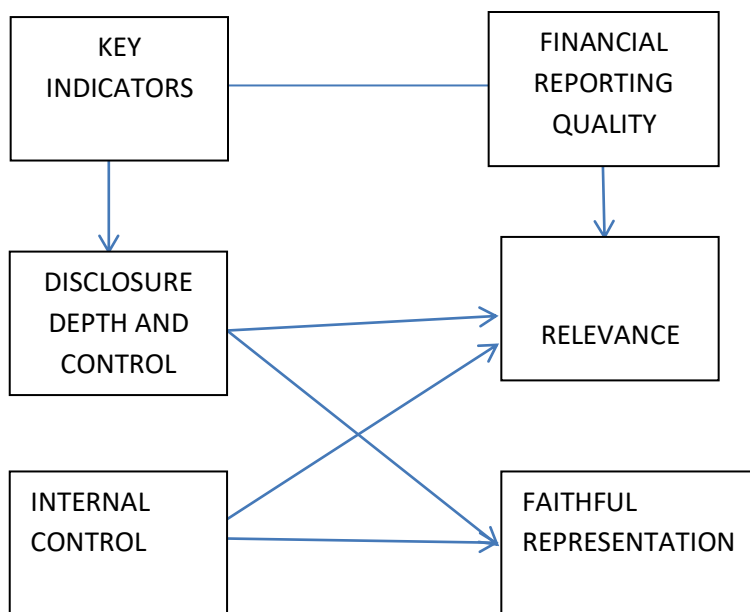 KEY
INDICATORS
FINANCIAL
REPORTING
QUALITY
DISCLOSURE
DEPTH AND
CONTROL
RELEVANCE
INTERNAL
CONTROL
FAITHFUL
REPRESENTATION